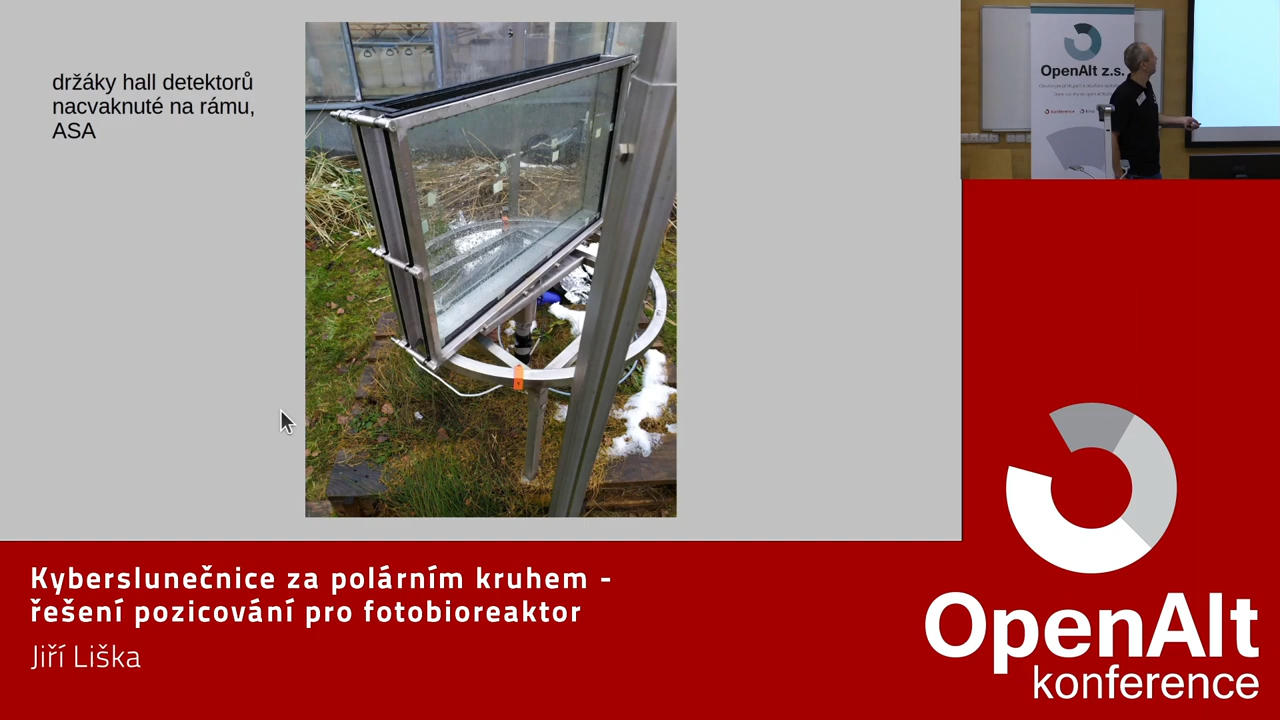 držáky hall detektorů
nacvaknuté na rámu,
ASA
OpenAlt z.s.
Kyberslunečnice za polárním kruhem -
řešení pozicování pro fotobioreaktor
Jiří Liška
OpenAlt
konference